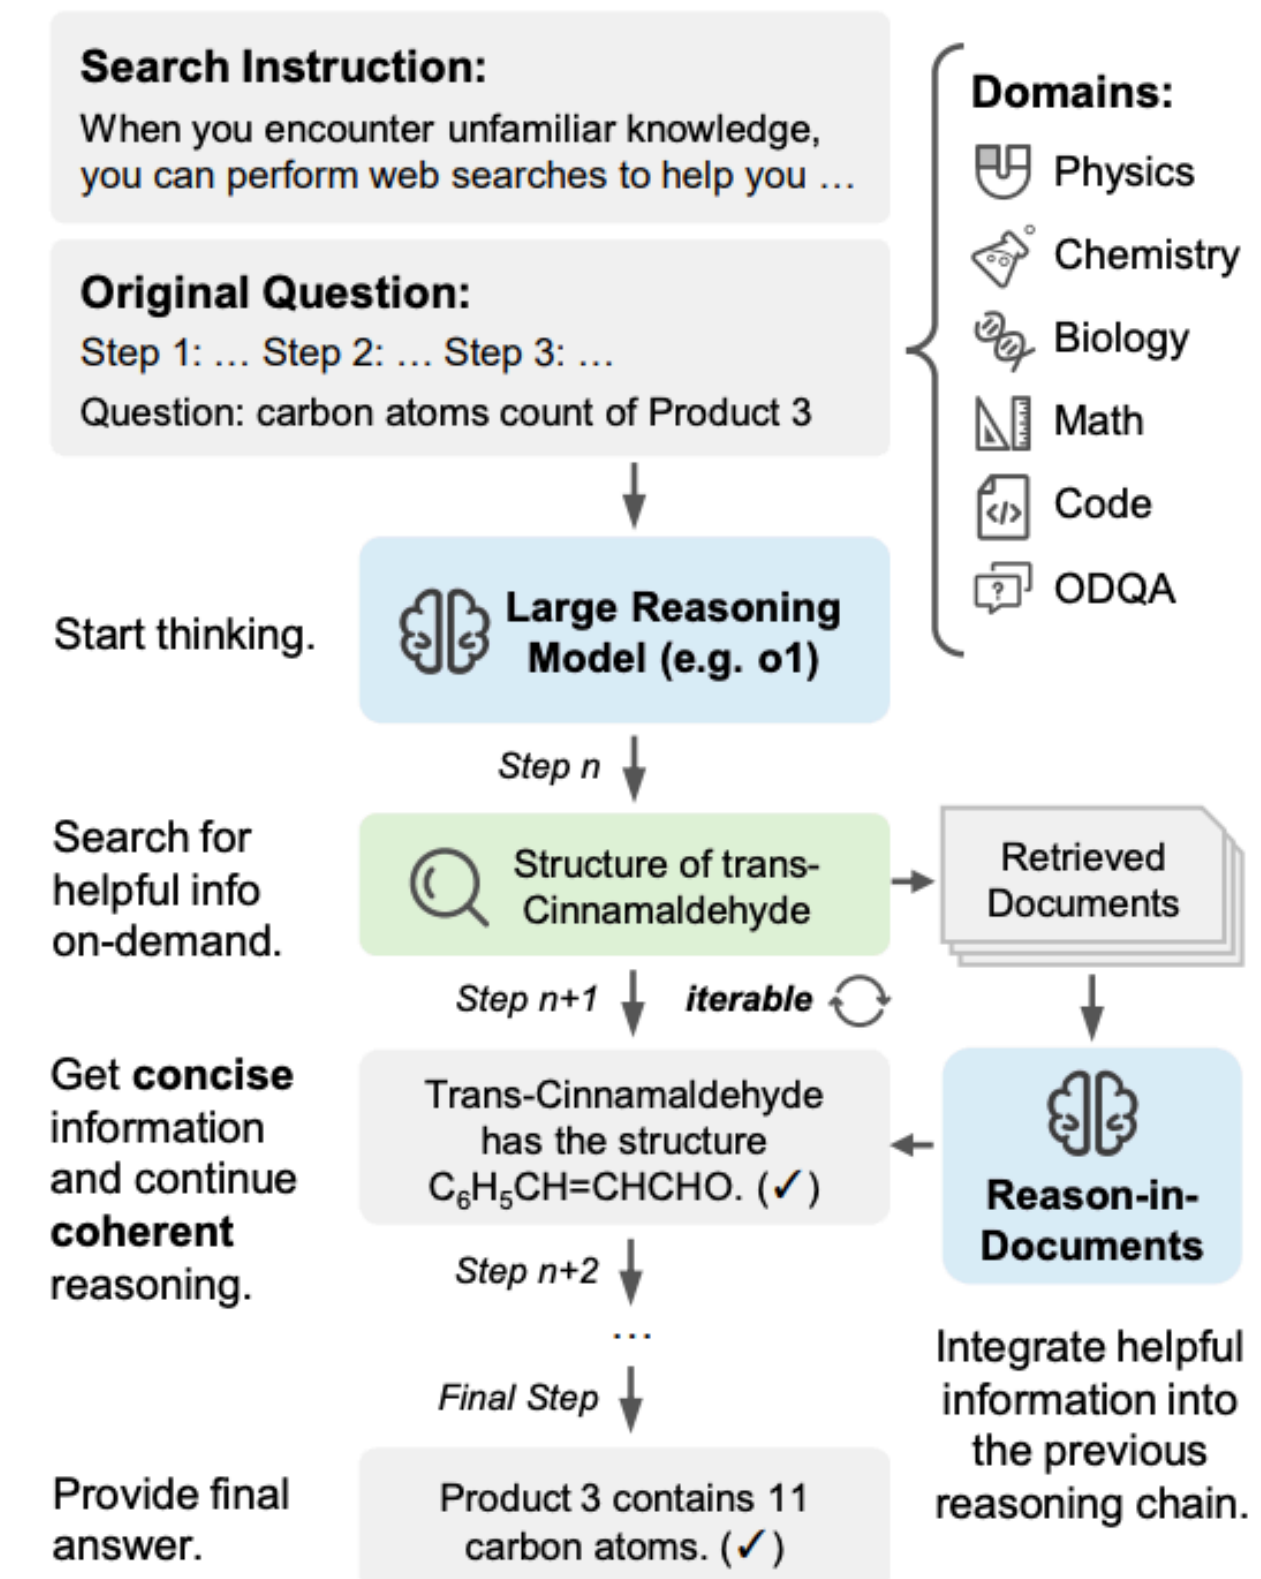 Search Instruction:
When you encounter unfamiliar knowledge,
you can perform web searches to help you …
Original Question:
Step 1: … Step 2: … Step 3: …
Question: carbon atoms count of Product 3
Domains:
Physics
Chemistry
Biology
Math
Code
ODQA
Start thinking.
Large Reasoning
Model (e.g. o1)
Step n
Search for
helpful info
on-demand.
Structure of trans-
Cinnamaldehyde
Retrieved
Documents
Step n+1
iterable
Get concise
information
and continue
coherent
reasoning.
Trans-Cinnamaldehyde
has the structure
C₆H₅CH=CHCHO. (✓)
Reason-in-
Documents
Integrate helpful
information into
the previous
reasoning chain.
Step n+2
…
Final Step
Provide final
answer.
Product 3 contains 11
carbon atoms. (✓)